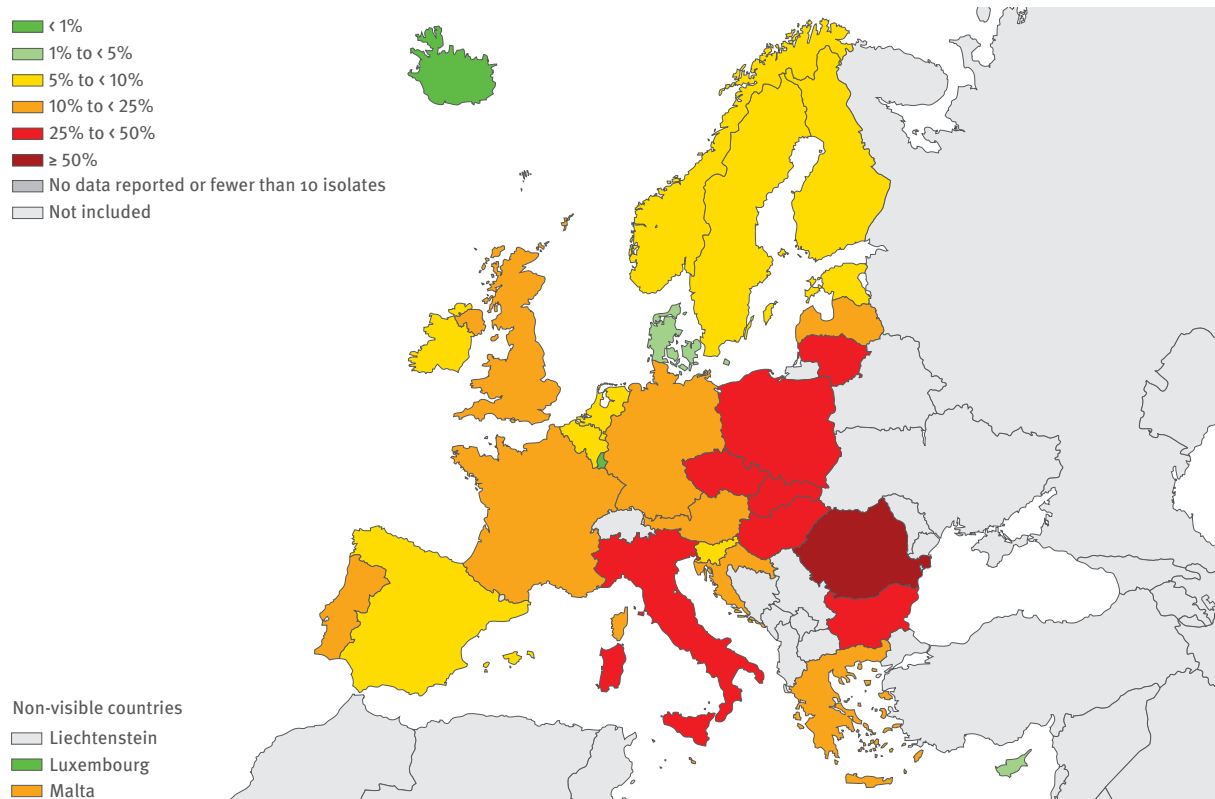 < 1%
1% to < 5%
5% to < 10%
10% to < 25%
25% to < 50%
≥ 50%
No data reported or fewer than 10 isolates
Not included
Non-visible countries
Liechtenstein
Luxembourg
Malta